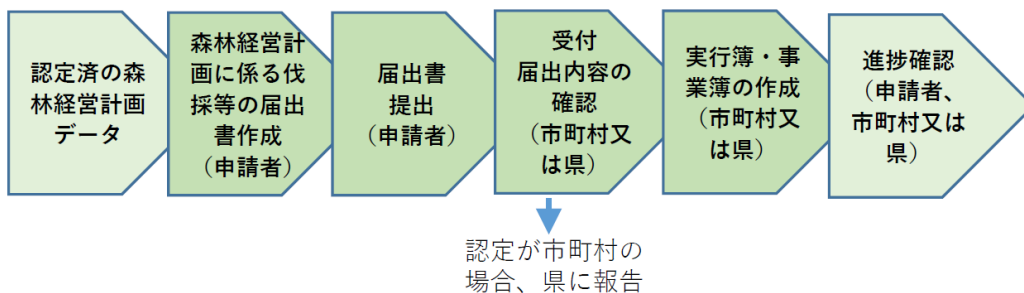 認定済の森
林経営計画
データ
森林経営計
画に係る伐
採等の届出
書作成
（申請者）
届出書
提出
（申請者）
受付
届出内容の
確認
（市町村又
は県）
実行簿・事
業簿の作成
（市町村又
は県）
進捗確認
（申請者、
市町村又は
県）
認定が市町村の
場合、県に報告